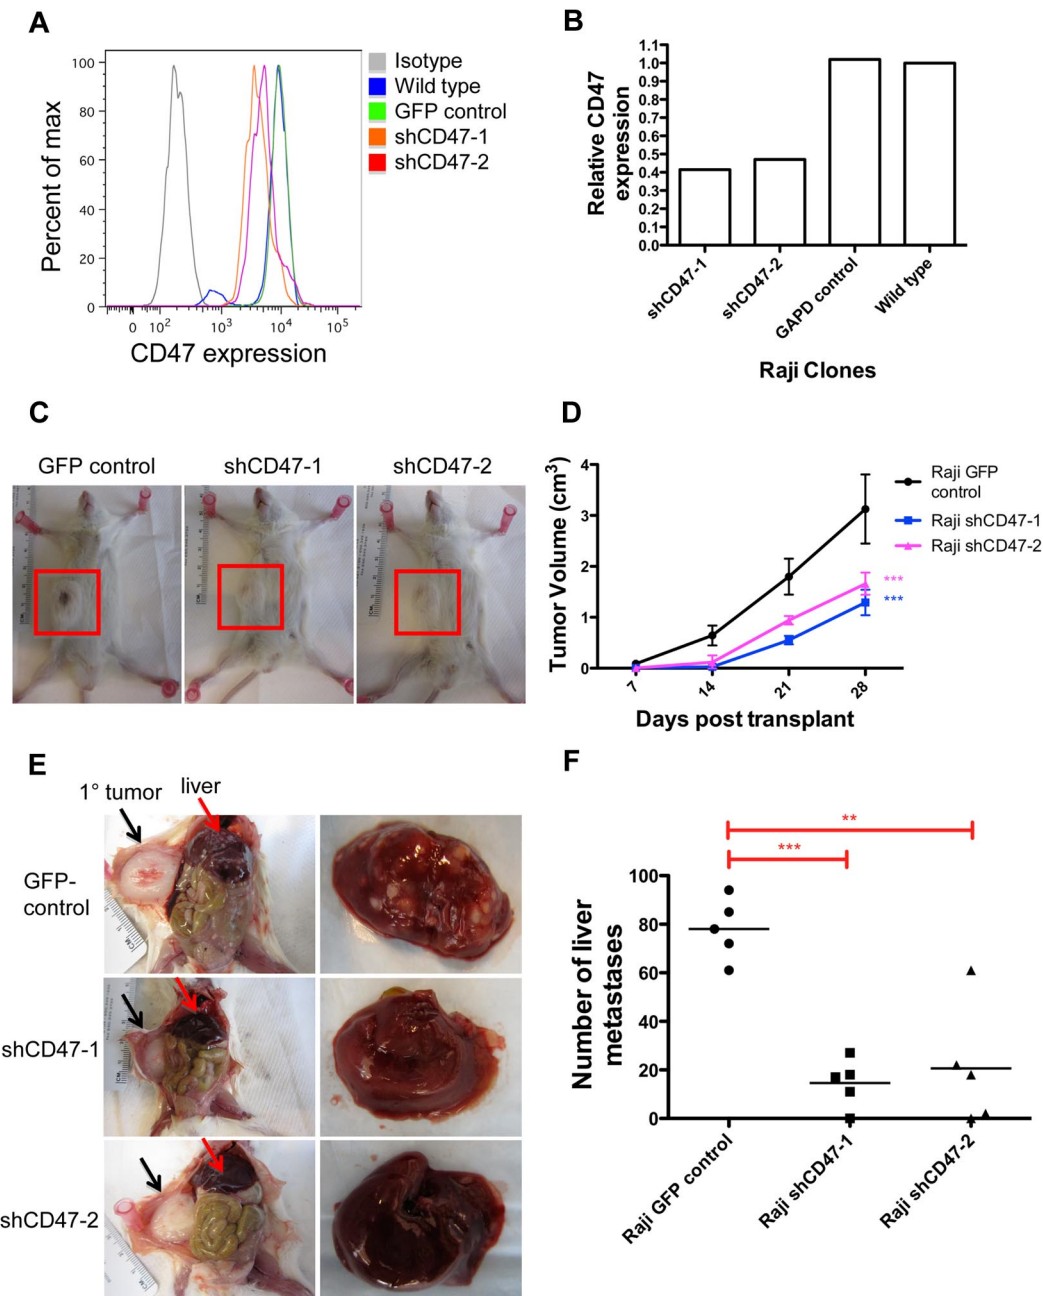 A
Percent of max
100
80
60
40
20
0
0 10² 10³ 10⁴ 10⁵
CD47 expression
Isotype
Wild type
GFP control
shCD47-1
shCD47-2
B
Relative CD47
expression
1.1
1.0
0.9
0.8
0.7
0.6
0.5
0.4
0.3
0.2
0.1
0.0
shCD47-1
shCD47-2
GAPD control
Wild type
Raji Clones
C
GFP control
shCD47-1
shCD47-2
CM
D
Tumor Volume (cm³)
4
3
2
1
0
7
14
21
28
Days post transplant
Raji GFP
control
Raji shCD47-1
Raji shCD47-2
***
***
E
1° tumor
liver
GFP-
control
CM
shCD47-1
shCD47-2
F
**
***
Number of liver
metastases
100
80
60
40
20
0
Raji GFP control
Raji shCD47-1
Raji shCD47-2